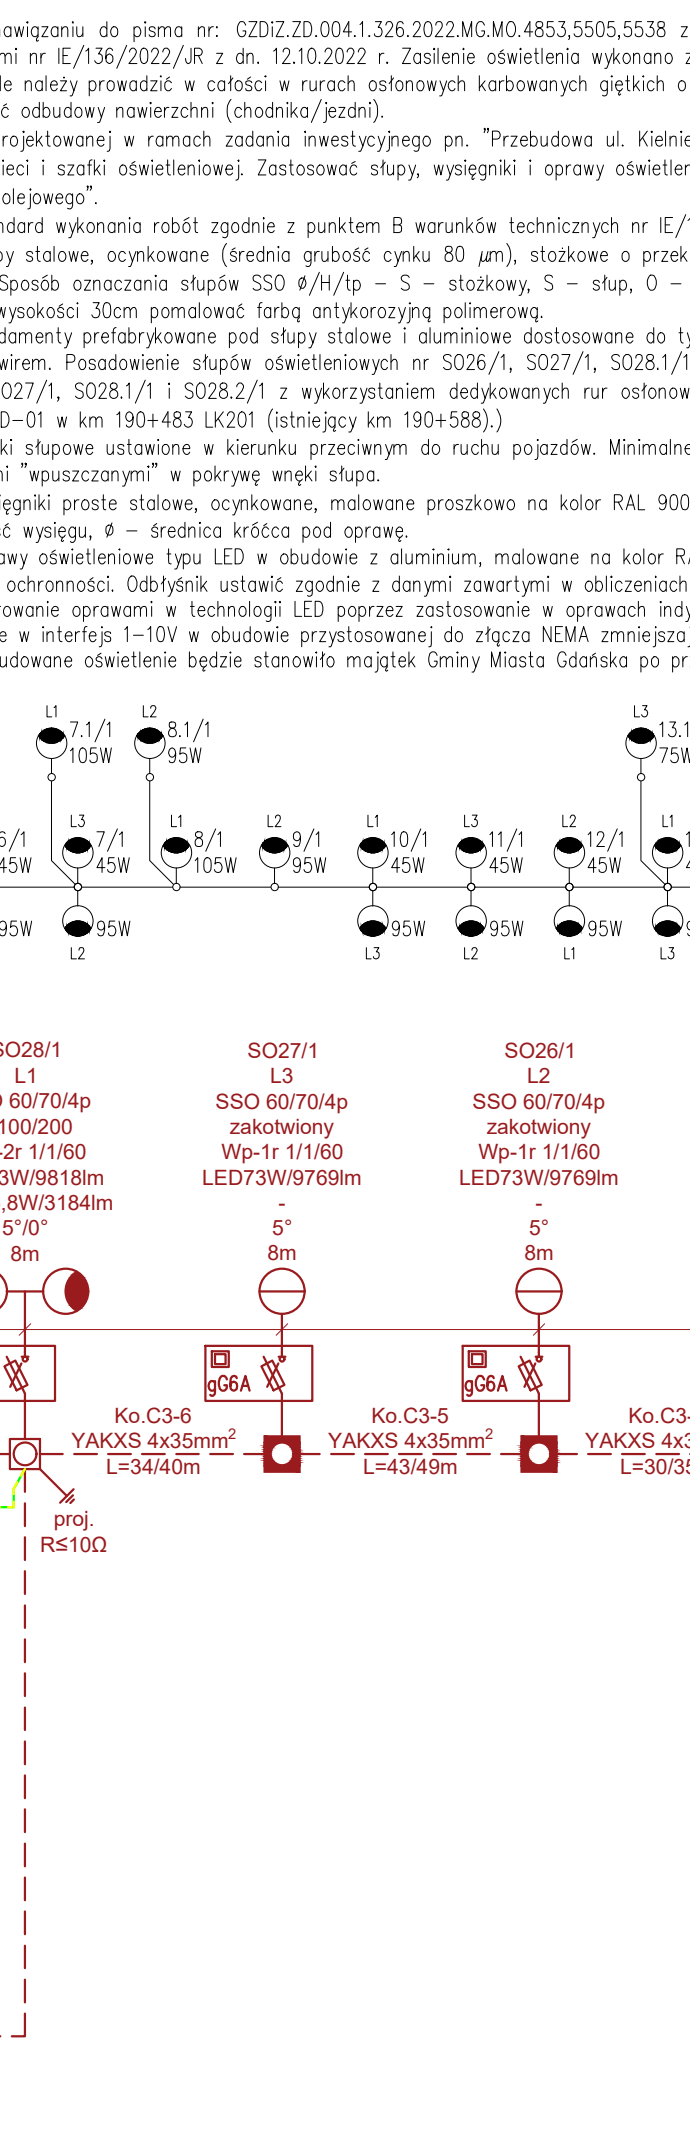 nawiązaniu do pisma nr: GZDiZ.ZD.004.1.326.2022.MG.MO.4853,5505,5538 z
mi nr IE/136/2022/JR z dn. 12.10.2022 r. Zasilenie oświetlenia wykonano z
le należy prowadzić w całości w rurach osłonowych karbowanych giętkich o
ć odbudowy nawierzchni (chodnika/jezdni).
rojektowanej w ramach zadania inwestycyjnego pn. "Przebudowa ul. Kielnie
ieci i szafki oświetleniowej. Zastosować słupy, wysięgniki i oprawy oświetlen
olejowego".
ndard wykonania robót zgodnie z punktem B warunków technicznych nr IE/1
py stalowe, ocynkowane (średnia grubość cynku 80 μm), stożkowe o przek
Sposób oznaczania słupów SSO ø/H/tp – S – stożkowy, S – słup, O –
wysokości 30cm pomalować farbą antykorozyjną polimerową.
damenty prefabrykowane pod słupy stalowe i aluminiowe dostosowane do ty
wirem. Posadowienie słupów oświetleniowych nr SO26/1, SO27/1, SO28.1/1
SO27/1, SO28.1/1 i SO28.2/1 z wykorzystaniem dedykowanych rur osłonow
D–01 w km 190+483 LK201 (istniejący km 190+588).)
ki słupowe ustawione w kierunku przeciwnym do ruchu pojazdów. Minimalne
mi "wpuszczanymi" w pokrywę wnęki słupa.
ięgniki proste stalowe, ocynkowane, malowane proszkowo na kolor RAL 900
ść wysięgu, ø – średnica króćca pod oprawę.
awy oświetleniowe typu LED w obudowie z aluminium, malowane na kolor RA
ochronności. Odbłyśnik ustawić zgodnie z danymi zawartymi w obliczeniach
rowanie oprawami w technologii LED poprzez zastosowanie w oprawach indy
e w interfejs 1–10V w obudowie przystosowanej do złącza NEMA zmniejszaj
udowane oświetlenie będzie stanowiło majątek Gminy Miasta Gdańska po prz
L1 L2 L3
7.1/1 8.1/1 13.1
105W 95W 75W
L3 L1 L2 L1 L3 L2 L1
6/1 7/1 8/1 9/1 10/1 11/1 12/1 1
45W 45W 105W 95W 45W 45W 45W 4
95W 95W 95W 95W 95W 9
L2 L3 L2 L1 L3
SO28/1 SO27/1 SO26/1
L1 L3 L2
O 60/70/4p SSO 60/70/4p SSO 60/70/4p
100/200 zakotwiony zakotwiony
-2r 1/1/60 Wp-1r 1/1/60 Wp-1r 1/1/60
3W/9818lm LED73W/9769lm LED73W/9769lm
,8W/3184lm - -
5°/0° 5° 5°
8m 8m 8m
gG6A gG6A
Ko.C3-6 Ko.C3-5 Ko.C3-
YAKXS 4x35mm² YAKXS 4x35mm² YAKXS 4x3
L=34/40m L=43/49m L=30/35
proj.
R≤10Ω